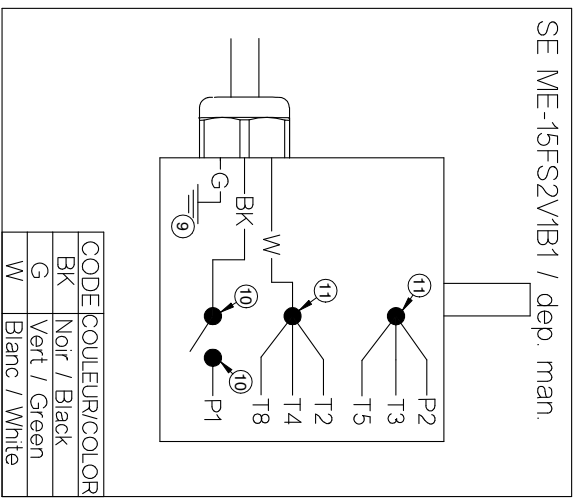 SE ME-15FS2V1B1 / dep. man.
11
P2
T3
T5
11
T2
T4
T8
W
10
10
P1
BK
G
9
CODE COULEUR/COLOR
BK Noir / Black
G Vert / Green
W Blanc / White